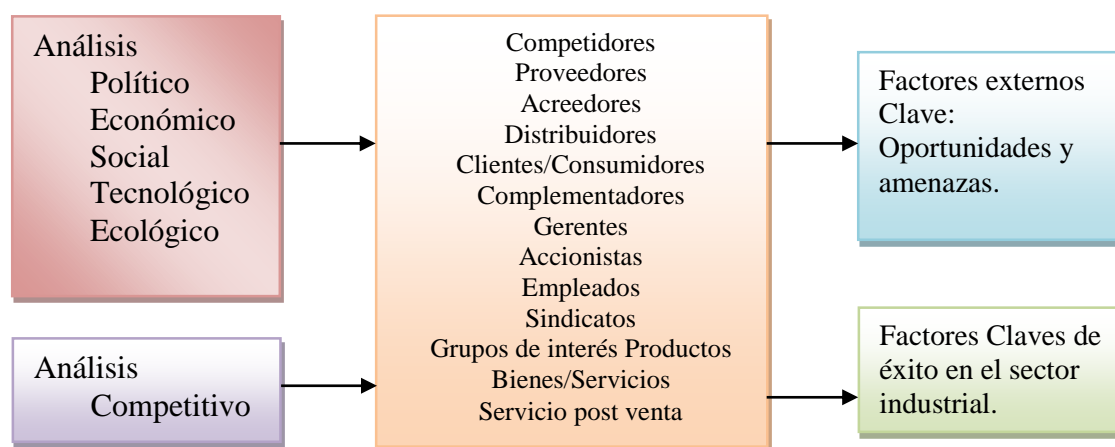 Análisis
Político
Económico
Social
Tecnológico
Ecológico
Análisis
Competitivo
Competidores
Proveedores
Acreedores
Distribuidores
Clientes/Consumidores
Complementadores
Gerentes
Accionistas
Empleados
Sindicatos
Grupos de interés Productos
Bienes/Servicios
Servicio post venta
Factores externos
Clave:
Oportunidades y
amenazas.
Factores Claves de
éxito en el sector
industrial.